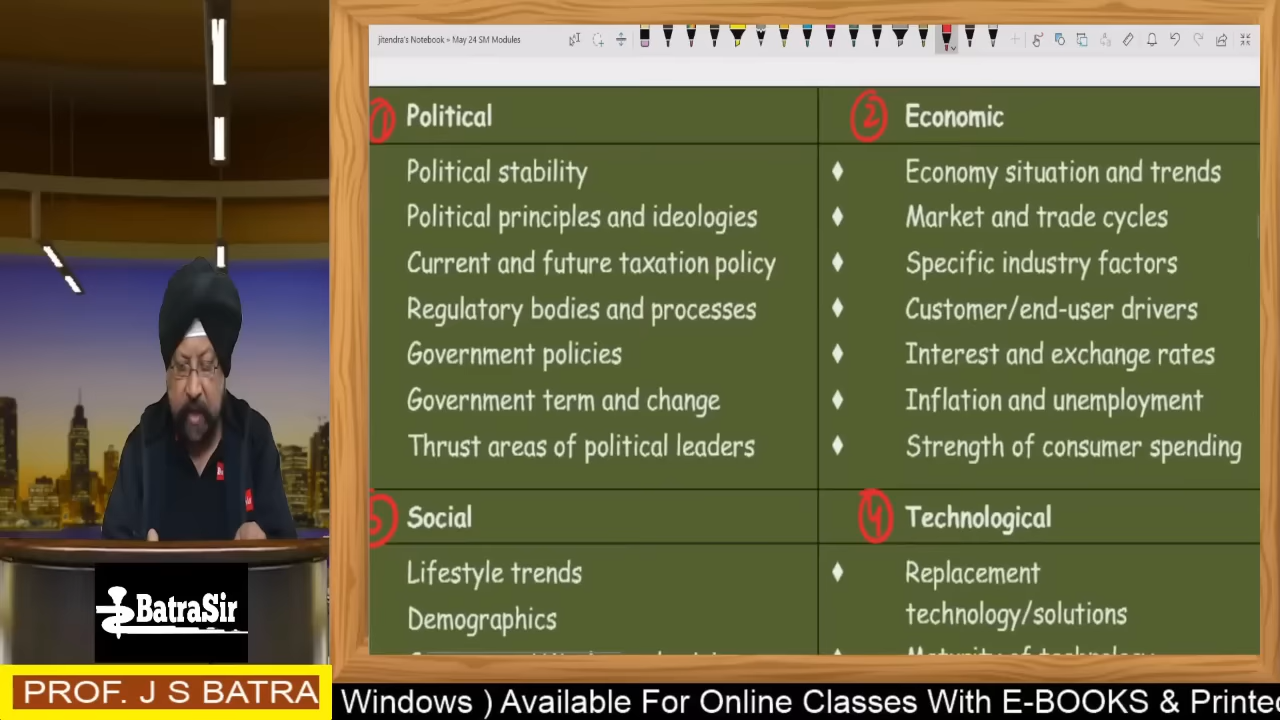 jitendra's Notebook » May 24 SM Modules
1 Political
Political stability
Political principles and ideologies
Current and future taxation policy
Regulatory bodies and processes
Government policies
Government term and change
Thrust areas of political leaders
2 Economic
Economy situation and trends
Market and trade cycles
Specific industry factors
Customer/end-user drivers
Interest and exchange rates
Inflation and unemployment
Strength of consumer spending
Social
Lifestyle trends
Demographics
4 Technological
Replacement
technology/solutions
Maturity of technology
BatraSir
PROF. J S BATRA
Windows ) Available For Online Classes With E-BOOKS & Printed